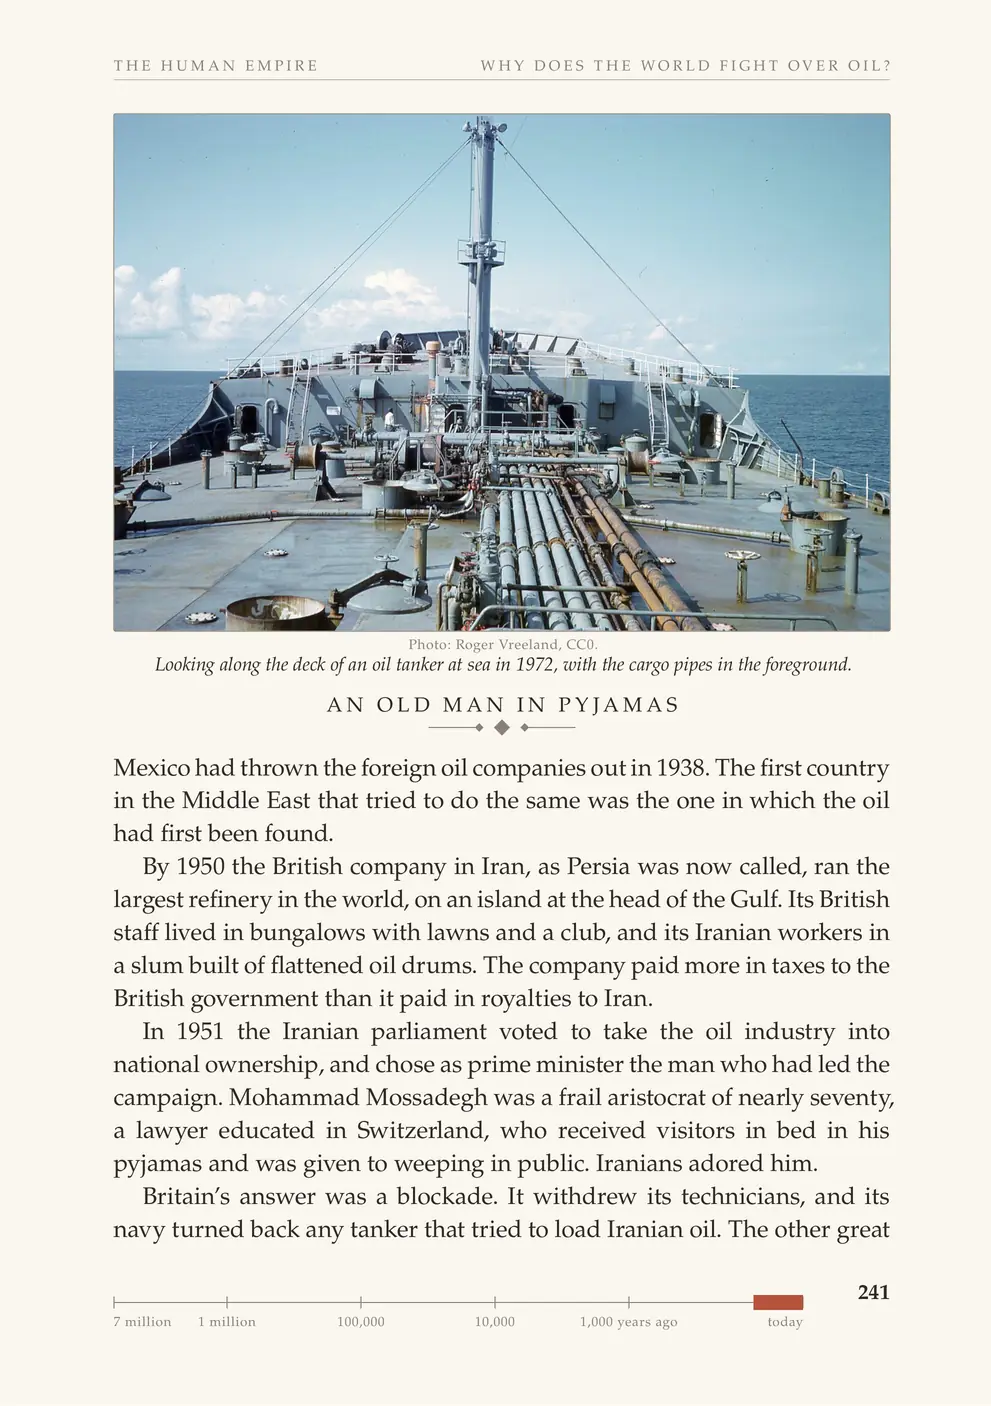 THE HUMAN EMPIRE
WHY DOES THE WORLD FIGHT OVER OIL?
Photo: Roger Vreeland, CC0.
Looking along the deck of an oil tanker at sea in 1972, with the cargo pipes in the foreground.
AN OLD MAN IN PYJAMAS
Mexico had thrown the foreign oil companies out in 1938. The first country
in the Middle East that tried to do the same was the one in which the oil
had first been found.
By 1950 the British company in Iran, as Persia was now called, ran the
largest refinery in the world, on an island at the head of the Gulf. Its British
staff lived in bungalows with lawns and a club, and its Iranian workers in
a slum built of flattened oil drums. The company paid more in taxes to the
British government than it paid in royalties to Iran.
In 1951 the Iranian parliament voted to take the oil industry into
national ownership, and chose as prime minister the man who had led the
campaign. Mohammad Mossadegh was a frail aristocrat of nearly seventy,
a lawyer educated in Switzerland, who received visitors in bed in his
pyjamas and was given to weeping in public. Iranians adored him.
Britain’s answer was a blockade. It withdrew its technicians, and its
navy turned back any tanker that tried to load Iranian oil. The other great
241
7 million
1 million
100,000
10,000
1,000 years ago
today